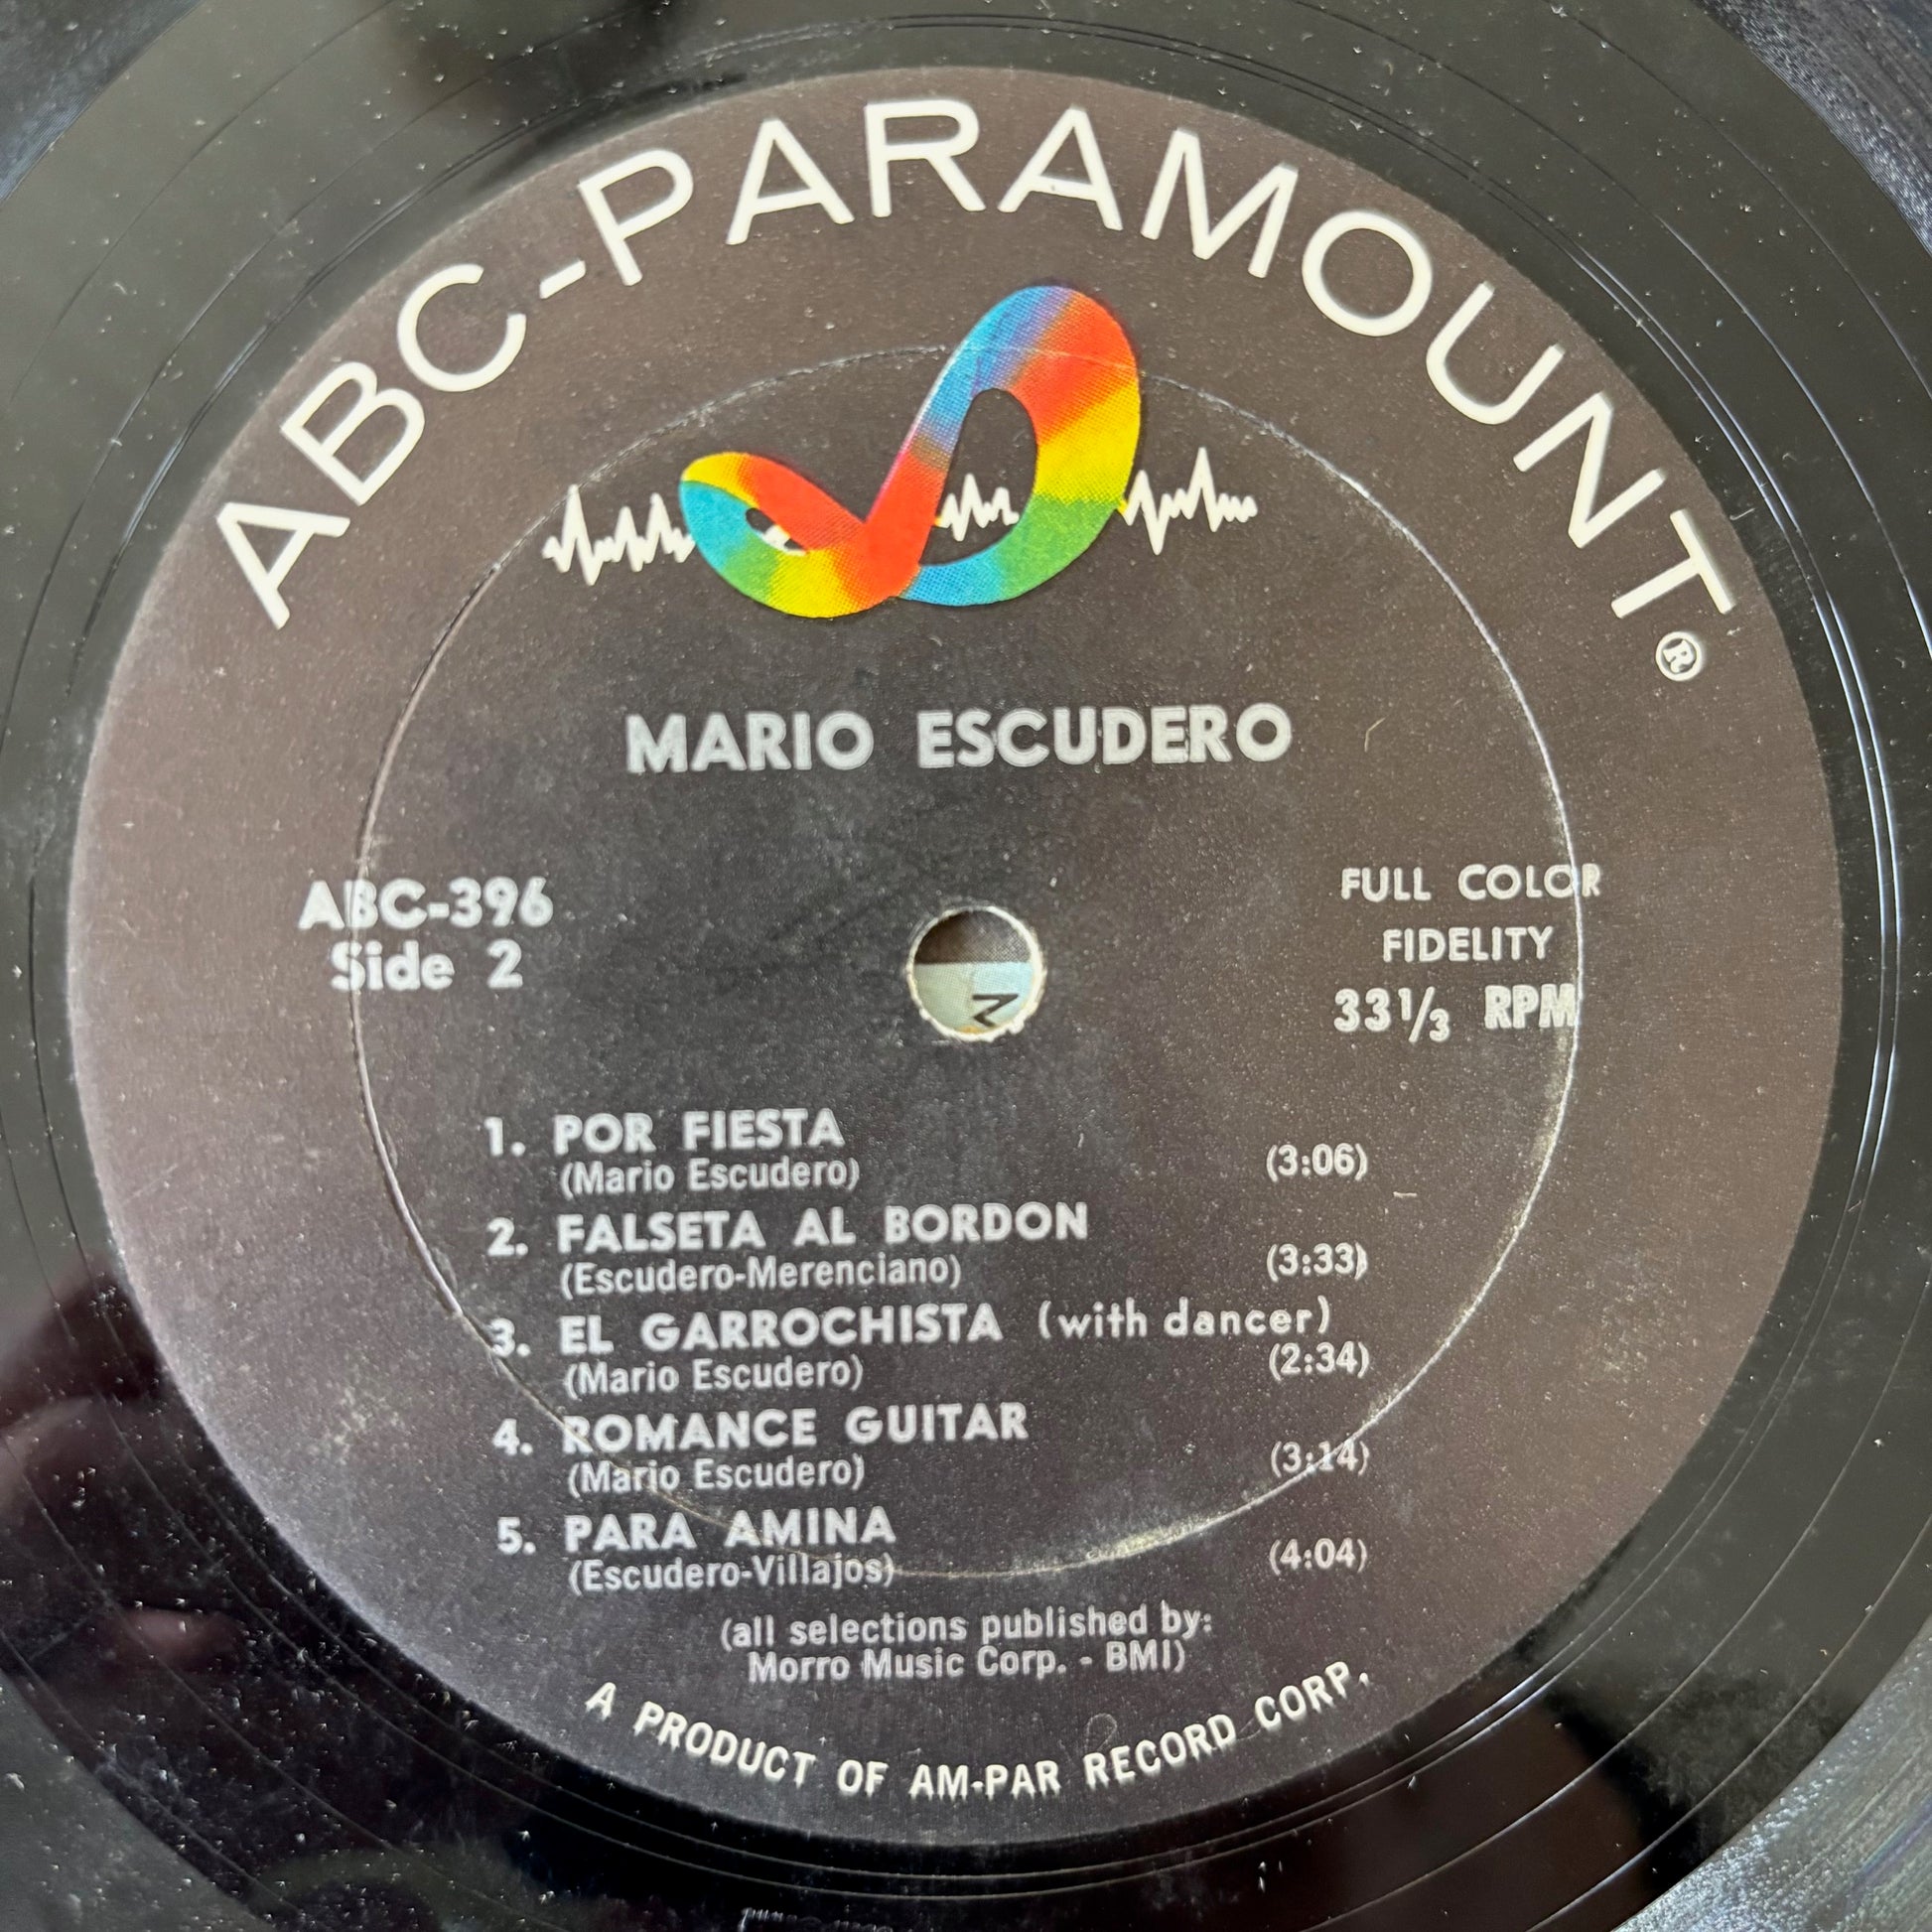 ABC-PARAMOUNT®
MARIO ESCUDERO
ABC-396
Side 2
FULL COLOR
FIDELITY
33 1/3 RPM
1. POR FIESTA
(Mario Escudero) (3:06)
2. FALSETA AL BORDON
(Escudero-Merenciano) (3:33)
3. EL GARROCHISTA (with dancer)
(Mario Escudero) (2:34)
4. ROMANCE GUITAR
(Mario Escudero) (3:14)
5. PARA AMINA
(Escudero-Villajos) (4:04)
(all selections published by:
Morro Music Corp. - BMI)
A PRODUCT OF AM-PAR RECORD CORP.